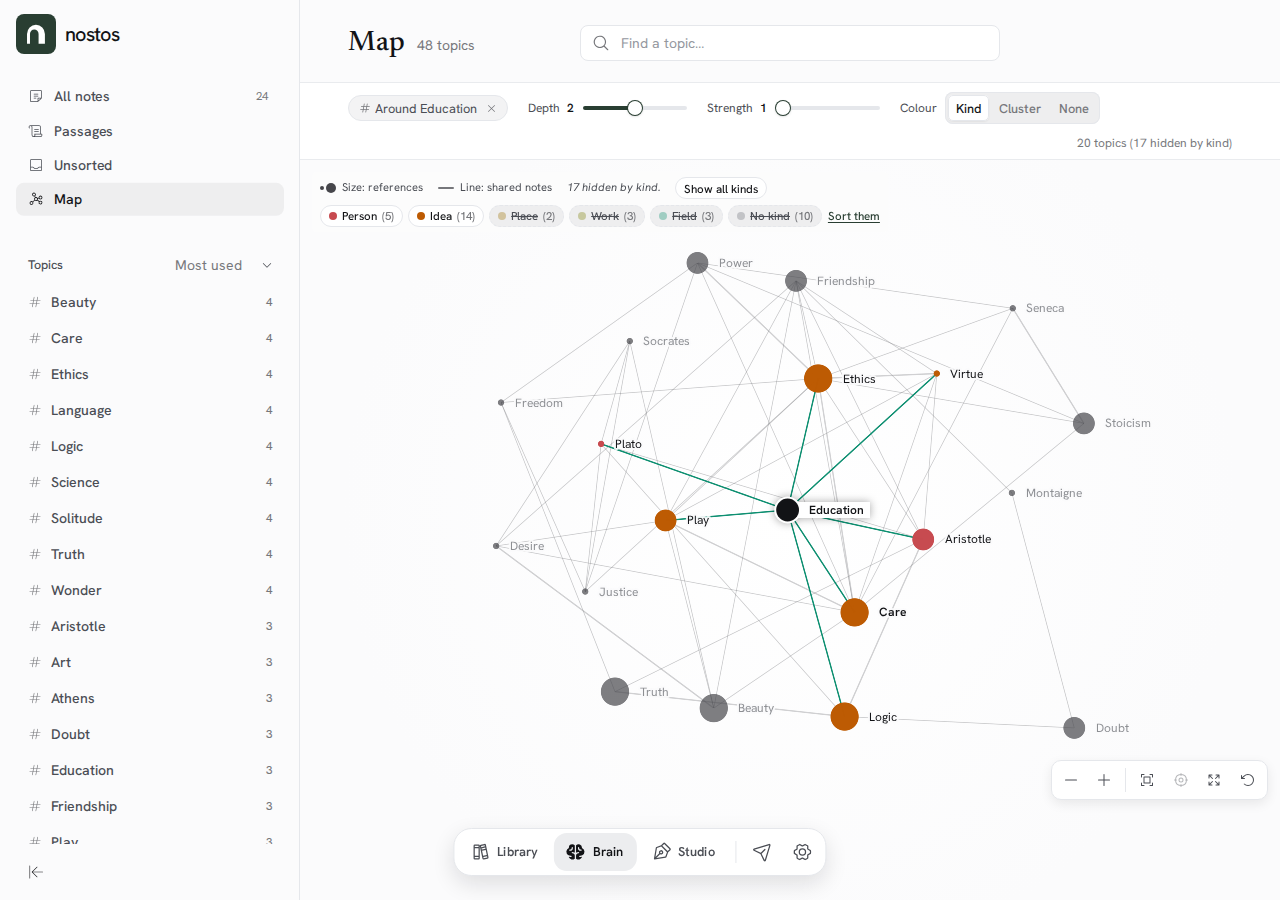 nostos
All notes 24
Passages
Unsorted
Map
Topics Most used
# Beauty 4
# Care 4
# Ethics 4
# Language 4
# Logic 4
# Science 4
# Solitude 4
# Truth 4
# Wonder 4
# Aristotle 3
# Art 3
# Athens 3
# Doubt 3
# Education 3
# Friendship 3
# Play 3
Map 48 topics
Find a topic...
# Around Education ×
Depth 2
Strength 1
Colour Kind Cluster None
20 topics (17 hidden by kind)
Size: references Line: shared notes 17 hidden by kind. Show all kinds
Person (5) Idea (14) Place (2) Work (3) Field (3) No kind (10) Sort them
Power
Friendship
Seneca
Socrates
Ethics
Virtue
Freedom
Stoicism
Plato
Montaigne
Education
Play
Aristotle
Desire
Justice
Care
Truth
Beauty
Logic
Doubt
Library Brain Studio